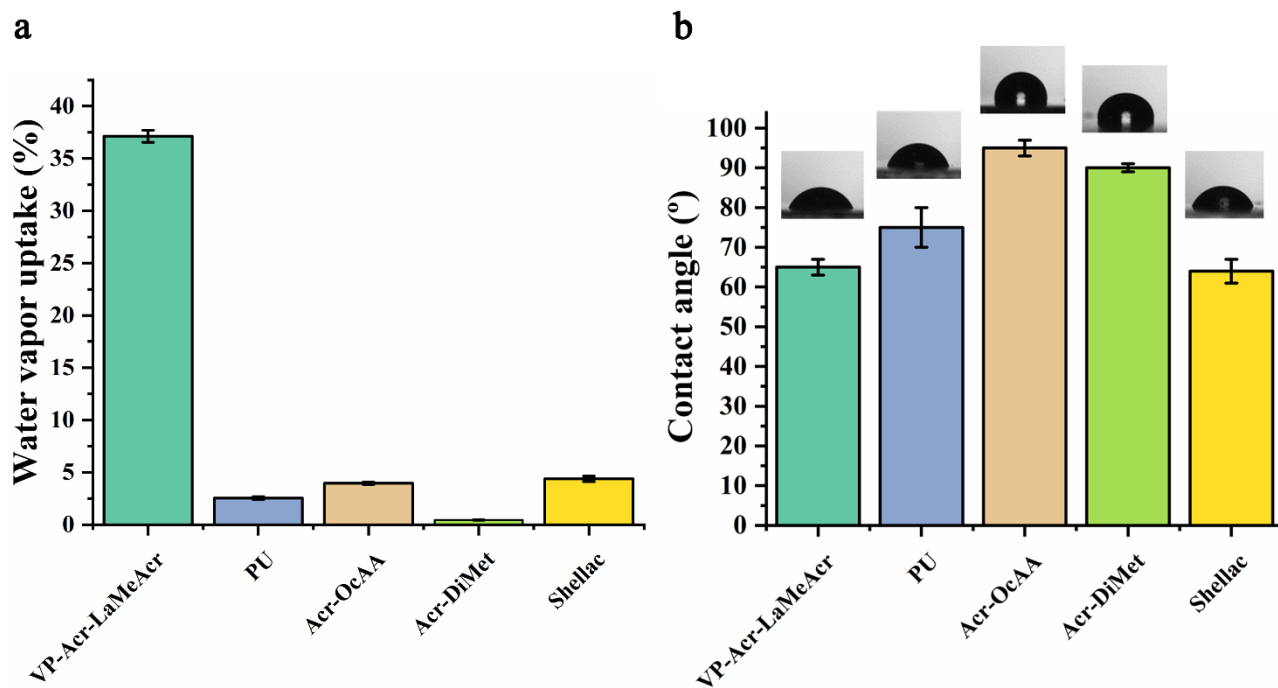 a
Water vapor uptake (%)
40
35
30
25
20
15
10
5
0
VP-Acr-LaMeAcr
PU
Acr-OcAA
Acr-DiMet
Shellac
b
Contact angle (º)
100
90
80
70
60
50
40
30
20
10
0
VP-Acr-LaMeAcr
PU
Acr-OcAA
Acr-DiMet
Shellac